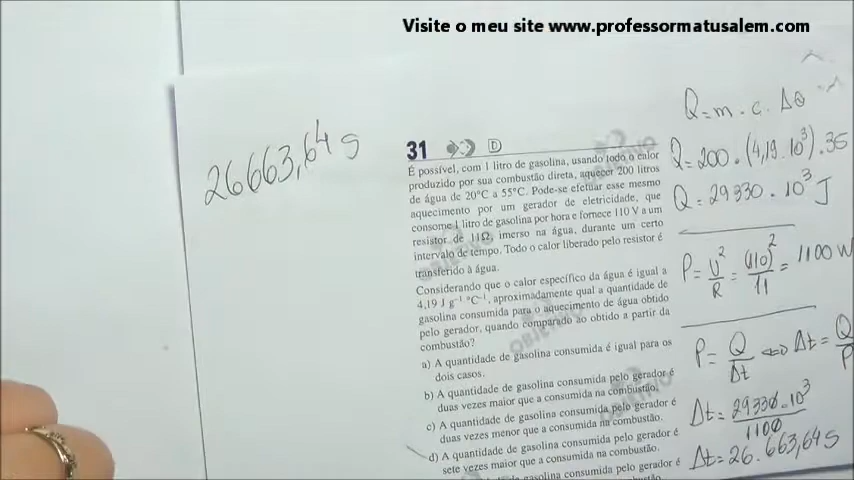 Visite o meu site www.professormatusalem.com
26663,64 s
31 D
É possível, com 1 litro de gasolina, usando todo o calor
produzido por sua combustão direta, aquecer 200 litros
de água de 20°C a 55°C. Pode-se efetuar esse mesmo
aquecimento por um gerador de eletricidade, que
consome 1 litro de gasolina por hora e fornece 110 V a um
resistor de 11Ω, imerso na água, durante um certo
intervalo de tempo. Todo o calor liberado pelo resistor é
transferido à água.
Considerando que o calor específico da água é igual a
4,19 J g⁻¹ °C⁻¹, aproximadamente qual a quantidade de
gasolina consumida para o aquecimento de água obtido
pelo gerador, quando comparado ao obtido a partir da
combustão?
a) A quantidade de gasolina consumida é igual para os
dois casos.
b) A quantidade de gasolina consumida pelo gerador é
duas vezes maior que a consumida na combustão.
c) A quantidade de gasolina consumida pelo gerador é
duas vezes menor que a consumida na combustão.
d) A quantidade de gasolina consumida pelo gerador é
sete vezes maior que a consumida na combustão.
quantidade de gasolina consumida pelo gerador é
Q = m . c . Δθ
Q = 200 . (4,19 . 10³) . 35
Q = 29330 . 10³ J
P = U²/R = (110)²/11 = 1100 W
P = Q/Δt ⇔ Δt = Q/P
Δt = 29330 . 10³/1100
Δt = 26.663,64 s
OBJETIVO